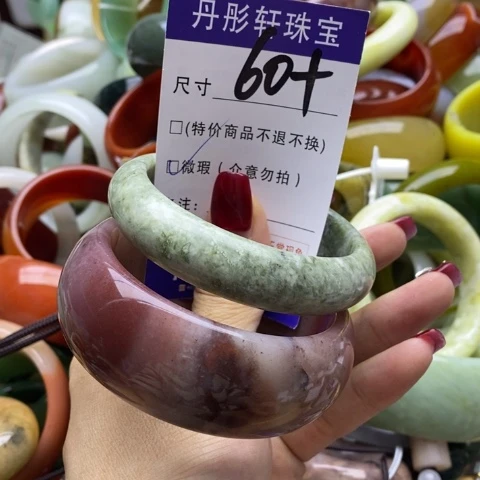 丹彤轩珠宝
尺寸 60+
□(特价商品不退不换)
□微瑕(介意勿拍)
注: